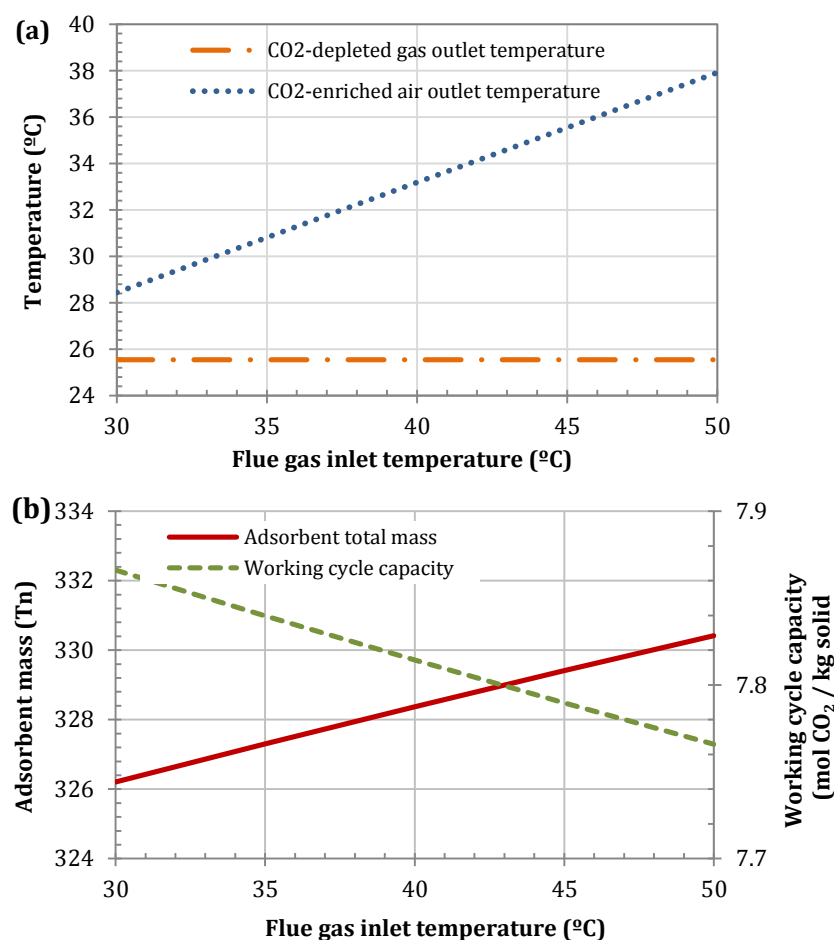 (a)
40
38
36
34
32
30
28
26
24
Temperature (ºC)
CO2-depleted gas outlet temperature
CO2-enriched air outlet temperature
30 35 40 45 50
Flue gas inlet temperature (ºC)
(b)
334
332
330
328
326
324
Adsorbent mass (Tn)
Adsorbent total mass
Working cycle capacity
7.9
7.8
7.7
Working cycle capacity
(mol CO₂ / kg solid)
30 35 40 45 50
Flue gas inlet temperature (ºC)